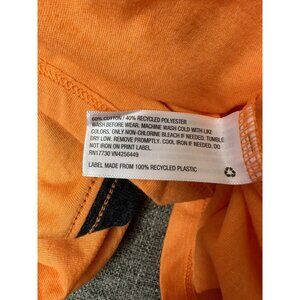 60% COTTON / 40% RECYCLED POLYESTER
WASH BEFORE WEAR. MACHINE WASH COLD WITH LIKE
COLORS. ONLY NON-CHLORINE BLEACH IF NEEDED. TUMBLE
DRY LOW. REMOVE PROMPTLY. COOL IRON IF NEEDED. DO
NOT IRON ON PRINT LABEL.
RN17730 VN4256449
LABEL MADE FROM 100% RECYCLED PLASTIC